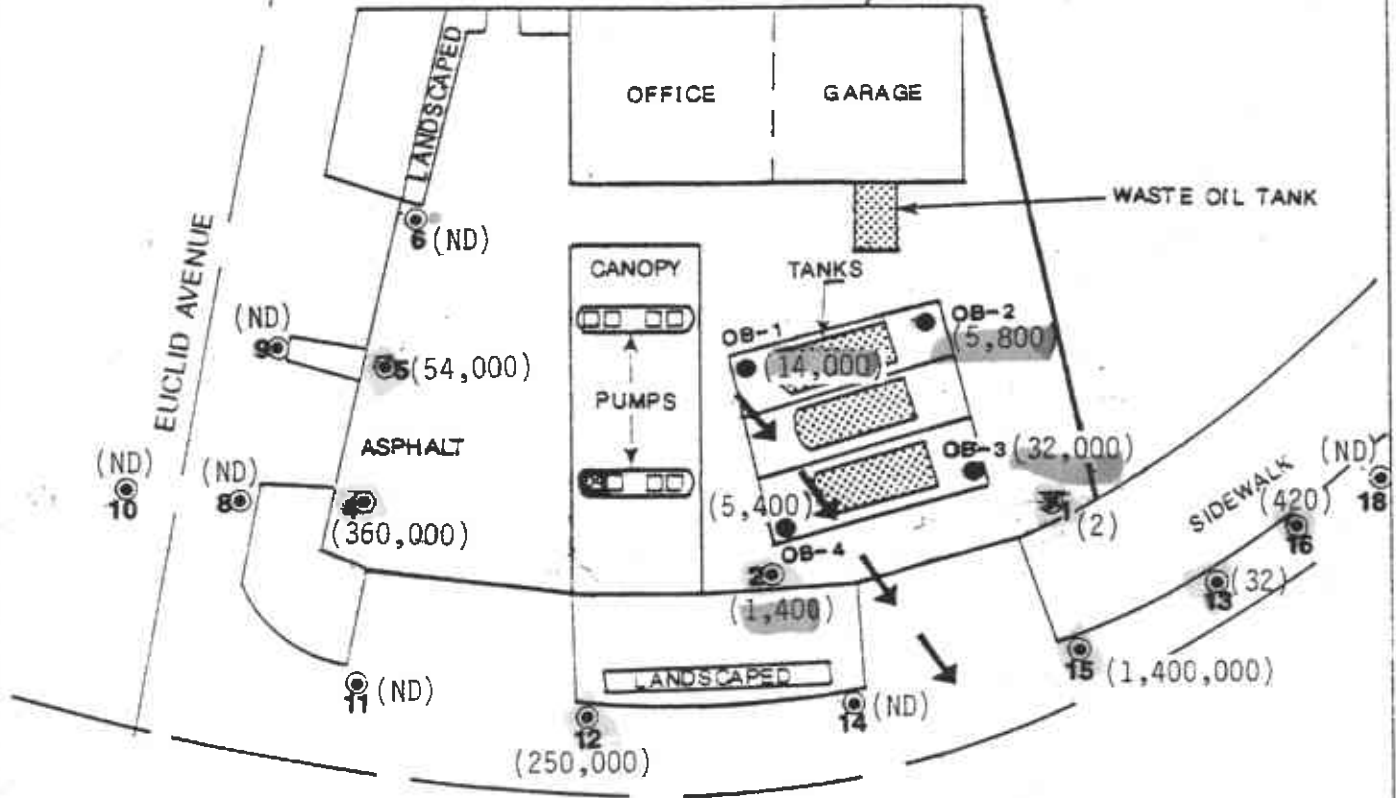 LANDSCAPED
OFFICE
GARAGE
WASTE OIL TANK
EUCLID AVENUE
6 (ND)
CANOPY
TANKS
(ND)
9
OB-1
OB-2
(5,800)
5 (54,000)
(14,000)
PUMPS
ASPHALT
OB-3 (32,000)
SIDEWALK
(ND)
18
(ND)
10
(ND)
8
4
(360,000)
(5,400)
OB-4
1 (2)
(420)
16
2
(1,400)
13 (32)
15 (1,400,000)
LANDSCAPED
11 (ND)
14 (ND)
12
(250,000)